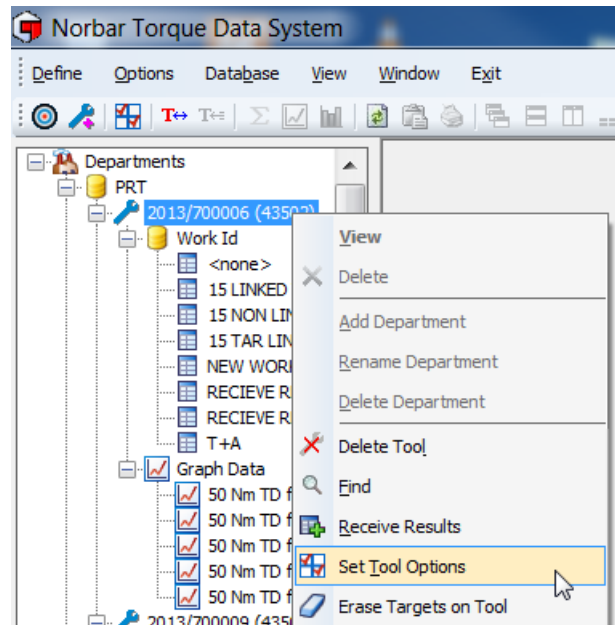 Norbar Torque Data System
Define Options Database View Window Exit
T↔ T↔= Σ
Departments
PRT
2013/700006 (43502)
Work Id
<none>
15 LINKED
15 NON LIN
15 TAR LIN
NEW WORK
RECIEVE R
RECIEVE R
T+A
Graph Data
50 Nm TD f
50 Nm TD f
50 Nm TD f
50 Nm TD f
50 Nm TD f
2013/700009 (435
View
Delete
Add Department
Rename Department
Delete Department
Delete Tool
Find
Receive Results
Set Tool Options
Erase Targets on Tool